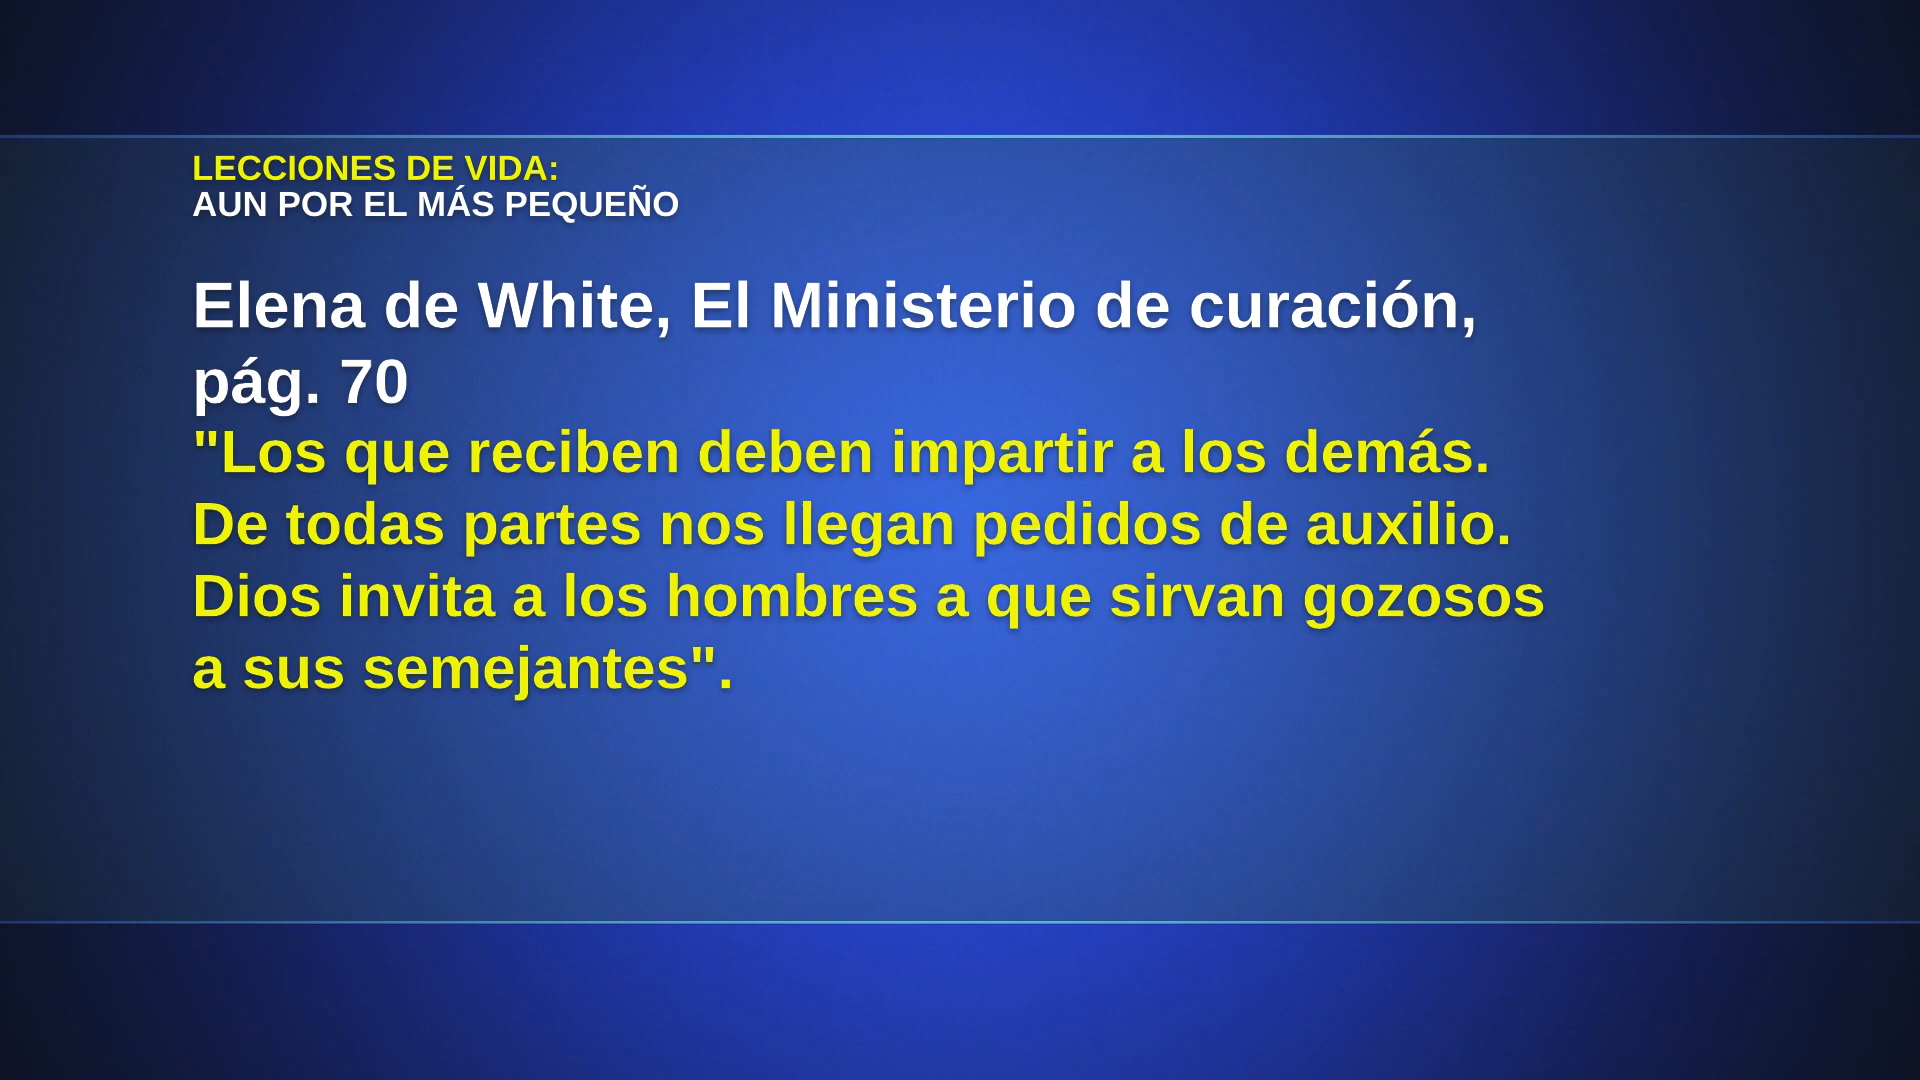 LECCIONES DE VIDA:
AUN POR EL MÁS PEQUEÑO
Elena de White, El Ministerio de curación,
pág. 70
"Los que reciben deben impartir a los demás.
De todas partes nos llegan pedidos de auxilio.
Dios invita a los hombres a que sirvan gozosos
a sus semejantes".